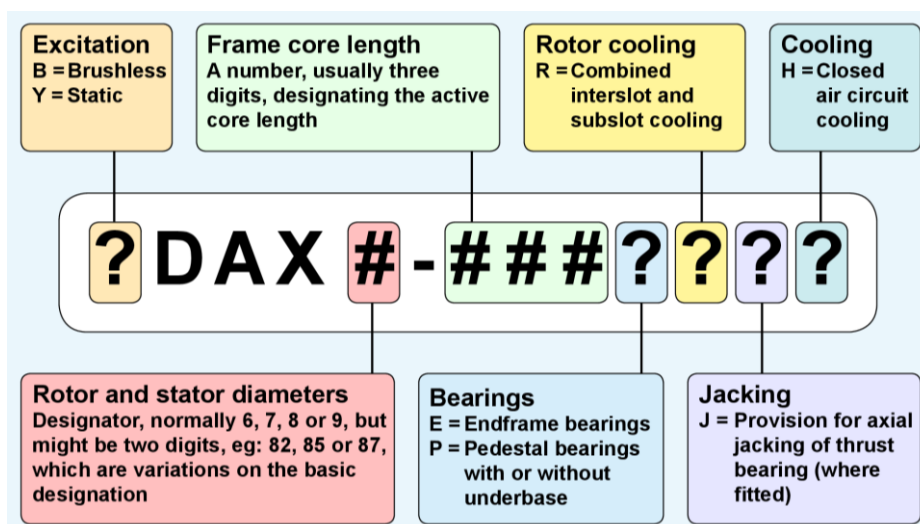 Excitation
B = Brushless
Y = Static
Frame core length
A number, usually three
digits, designating the active
core length
Rotor cooling
R = Combined
interslot and
subslot cooling
Cooling
H = Closed
air circuit
cooling
? D A X # - # # # ? ? ? ?
Rotor and stator diameters
Designator, normally 6, 7, 8 or 9, but
might be two digits, eg: 82, 85 or 87,
which are variations on the basic
designation
Bearings
E = Endframe bearings
P = Pedestal bearings
with or without
underbase
Jacking
J = Provision for axial
jacking of thrust
bearing (where
fitted)